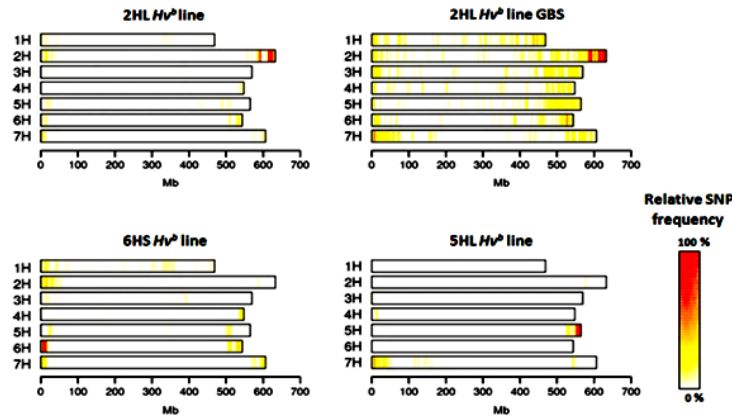 2HL Hvᵇ line
1H
2H
3H
4H
5H
6H
7H
0 100 200 300 400 500 600 700
Mb
2HL Hvᵇ line GBS
1H
2H
3H
4H
5H
6H
7H
0 100 200 300 400 500 600 700
Mb
6HS Hvᵇ line
1H
2H
3H
4H
5H
6H
7H
0 100 200 300 400 500 600 700
Mb
5HL Hvᵇ line
1H
2H
3H
4H
5H
6H
7H
0 100 200 300 400 500 600 700
Mb
Relative SNP
frequency
100 %
0 %